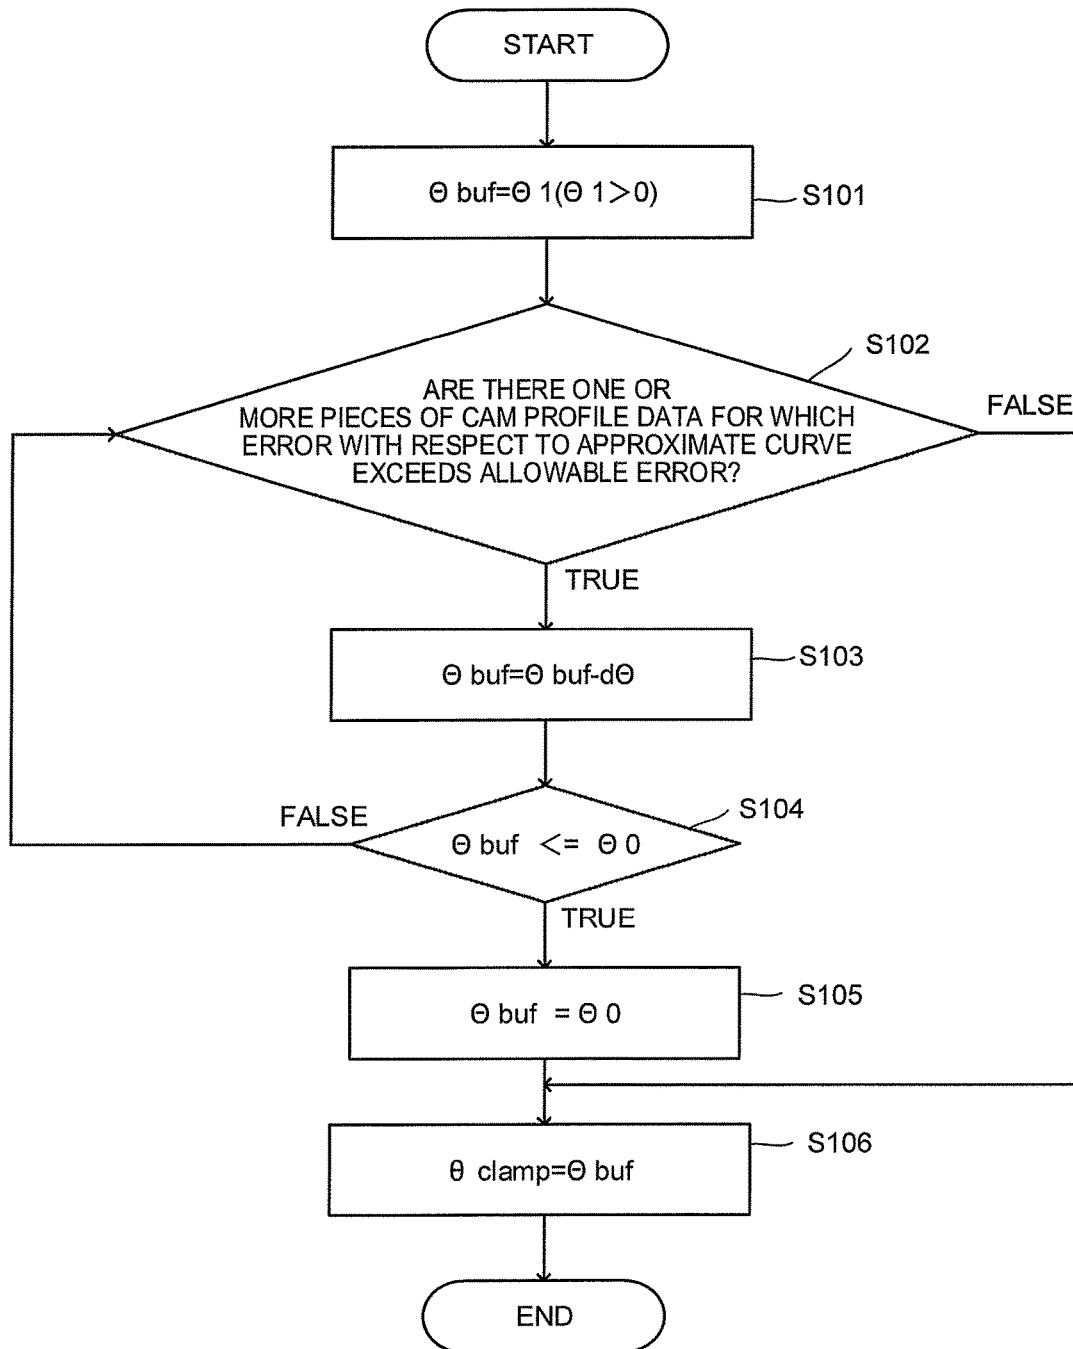 START
Θ buf=Θ 1(Θ 1>0)
S101
S102
ARE THERE ONE OR
MORE PIECES OF CAM PROFILE DATA FOR WHICH
ERROR WITH RESPECT TO APPROXIMATE CURVE
EXCEEDS ALLOWABLE ERROR?
FALSE
TRUE
Θ buf=Θ buf-dΘ
S103
FALSE
S104
Θ buf <= Θ 0
TRUE
Θ buf = Θ 0
S105
θ clamp=Θ buf
S106
END